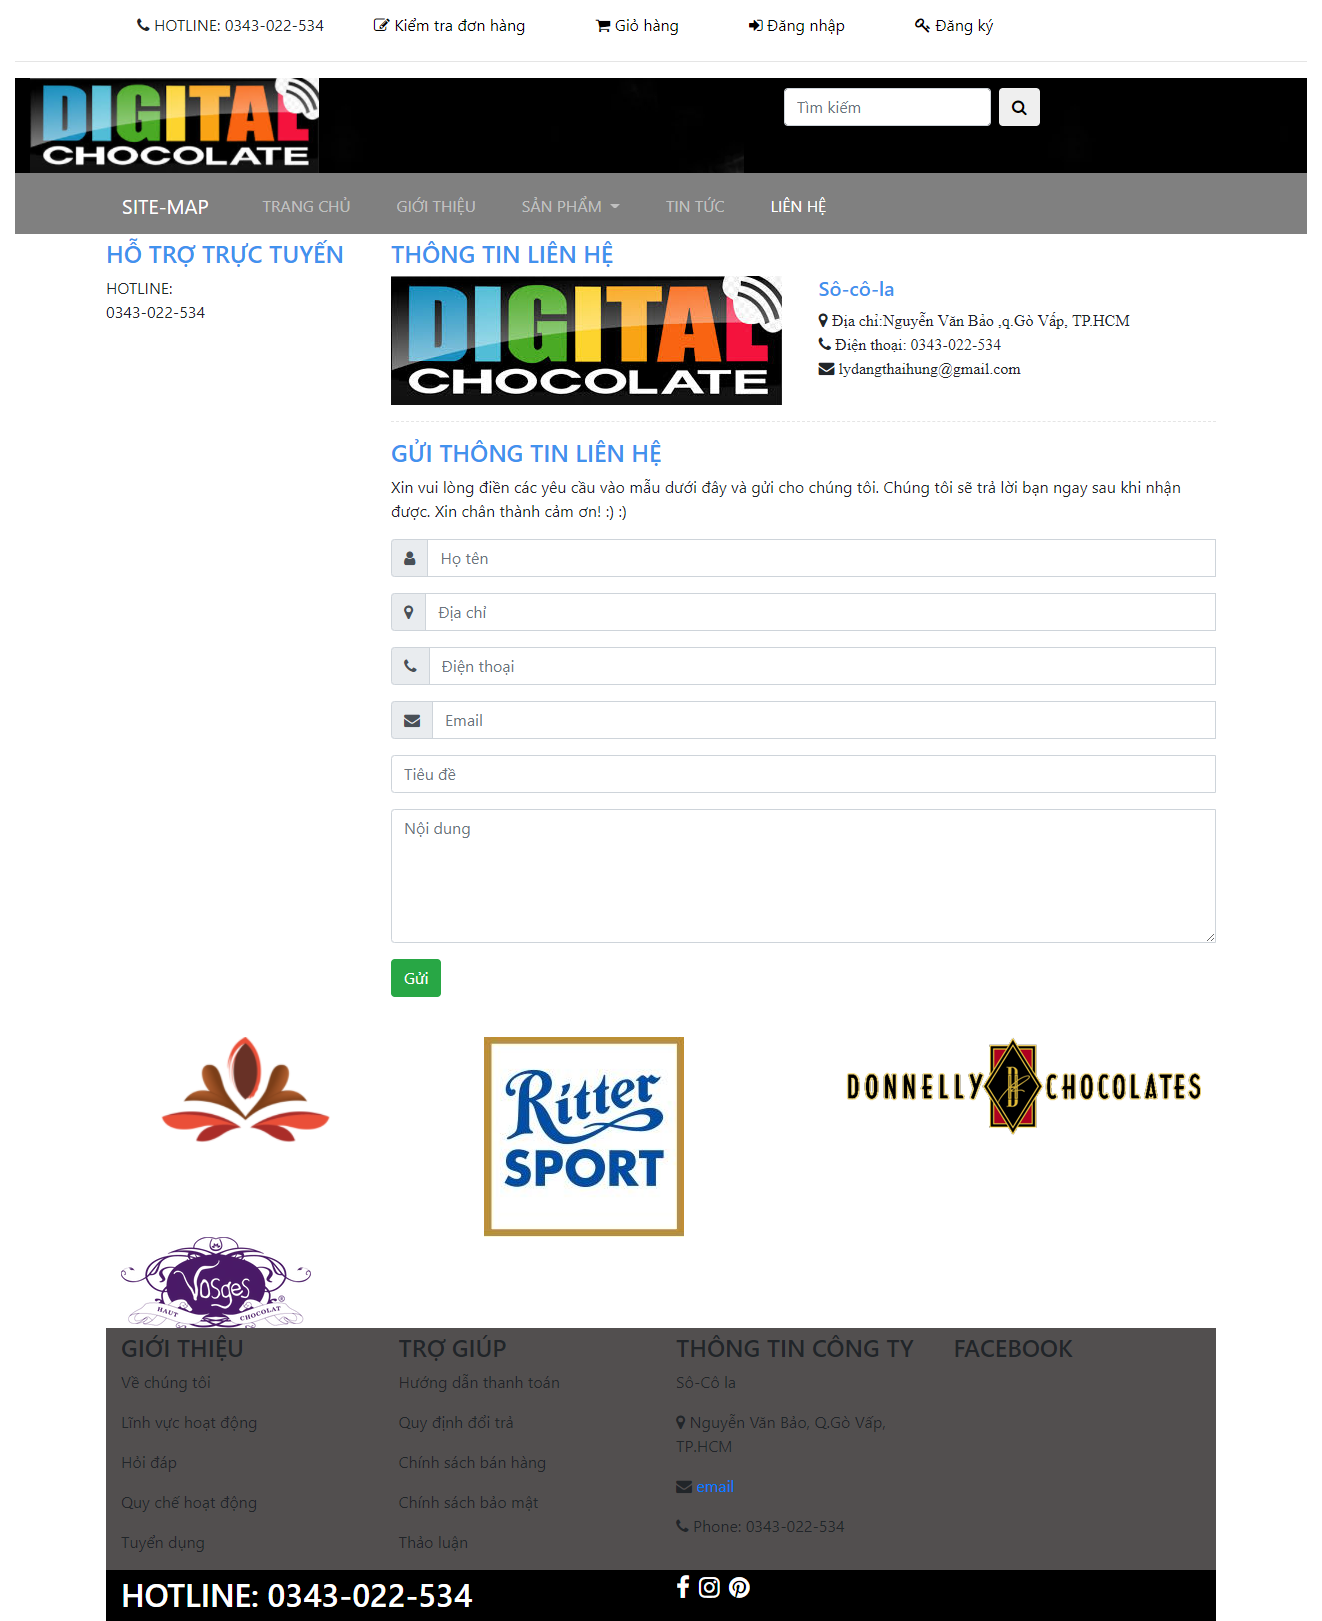 HOTLINE: 0343-022-534 Kiểm tra đơn hàng Giỏ hàng Đăng nhập Đăng ký
DIGITAL
CHOCOLATE
Tìm kiếm
SITE-MAP TRANG CHỦ GIỚI THIỆU SẢN PHẨM TIN TỨC LIÊN HỆ
HỖ TRỢ TRỰC TUYẾN
HOTLINE:
0343-022-534
THÔNG TIN LIÊN HỆ
DIGITAL
CHOCOLATE
Sô-cô-la
Địa chỉ:Nguyễn Văn Bảo ,q.Gò Vấp, TP.HCM
Điện thoại: 0343-022-534
lydangthaihung@gmail.com
GỬI THÔNG TIN LIÊN HỆ
Xin vui lòng điền các yêu cầu vào mẫu dưới đây và gửi cho chúng tôi. Chúng tôi sẽ trả lời bạn ngay sau khi nhận
được. Xin chân thành cảm ơn! :) :)
Họ tên
Địa chỉ
Điện thoại
Email
Tiêu đề
Nội dung
Gửi
Ritter
SPORT
DONNELLY CHOCOLATES
Vosges
HAUT CHOCOLAT
GIỚI THIỆU
Về chúng tôi
Lĩnh vực hoạt động
Hỏi đáp
Quy chế hoạt động
Tuyển dụng
TRỢ GIÚP
Hướng dẫn thanh toán
Quy định đổi trả
Chính sách bán hàng
Chính sách bảo mật
Thảo luận
THÔNG TIN CÔNG TY
Sô-Cô la
Nguyễn Văn Bảo, Q.Gò Vấp,
TP.HCM
email
Phone: 0343-022-534
FACEBOOK
HOTLINE: 0343-022-534